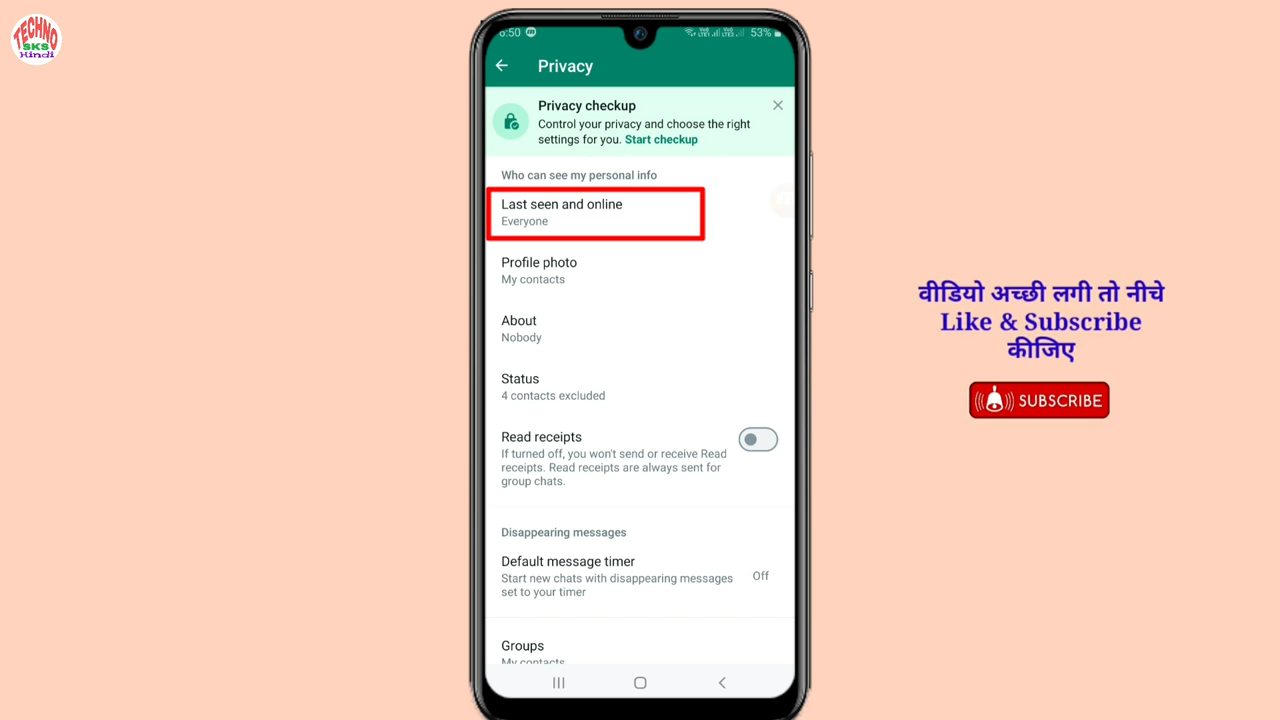 TECHNO
SKS
Hindi
6:50
53%
Privacy
Privacy checkup
Control your privacy and choose the right
settings for you. Start checkup
Who can see my personal info
Last seen and online
Everyone
Profile photo
My contacts
About
Nobody
Status
4 contacts excluded
Read receipts
If turned off, you won't send or receive Read
receipts. Read receipts are always sent for
group chats.
Disappearing messages
Default message timer
Start new chats with disappearing messages
set to your timer
Off
Groups
My contacts
वीडियो अच्छी लगी तो नीचे
Like & Subscribe
कीजिए
SUBSCRIBE